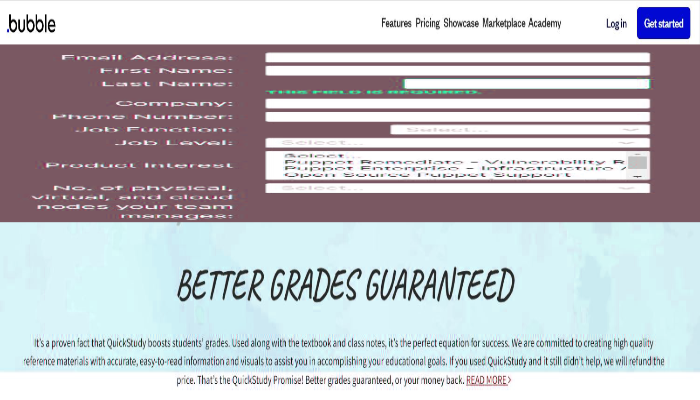 .bubble
Features Pricing Showcase Marketplace Academy
Log in
Get started
Email Address:
First Name:
Last Name:
THIS FIELD IS REQUIRED.
Company:
Phone Number:
Job Function:
Select...
Job Level:
Select...
Product Interest
Select...
Puppet Remediate - Vulnerability R
Puppet Enterprise - Infrastructure /
Open Source Puppet Support
No. of physical,
virtual, and cloud
nodes your team
manages:
Select...
BETTER GRADES GUARANTEED
It's a proven fact that QuickStudy boosts students' grades. Used along with the textbook and class notes, it's the perfect equation for success. We are committed to creating high quality
reference materials with accurate, easy-to-read information and visuals to assist you in accomplishing your educational goals. If you used QuickStudy and it still didn't help, we will refund the
price. That's the QuickStudy Promise! Better grades guaranteed, or your money back. READ MORE